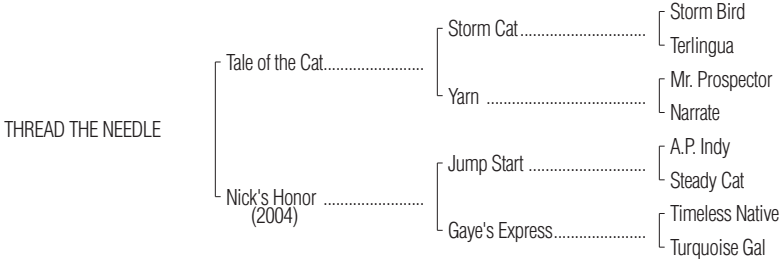 Storm Bird
Storm Cat..............................
Terlingua
Tale of the Cat........................
Mr. Prospector
Yarn ......................................
Narrate
THREAD THE NEEDLE
A.P. Indy
Jump Start ............................
Steady Cat
Nick's Honor ........................
(2004)
Timeless Native
Gaye's Express......................
Turquoise Gal